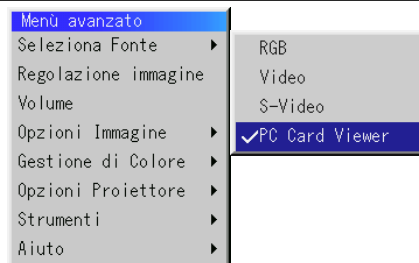 Menù avanzato
Seleziona Fonte
Regolazione immagine
Volume
Opzioni Immagine
Gestione di Colore
Opzioni Proiettore
Strumenti
Aiuto
RGB
Video
S-Video
PC Card Viewer